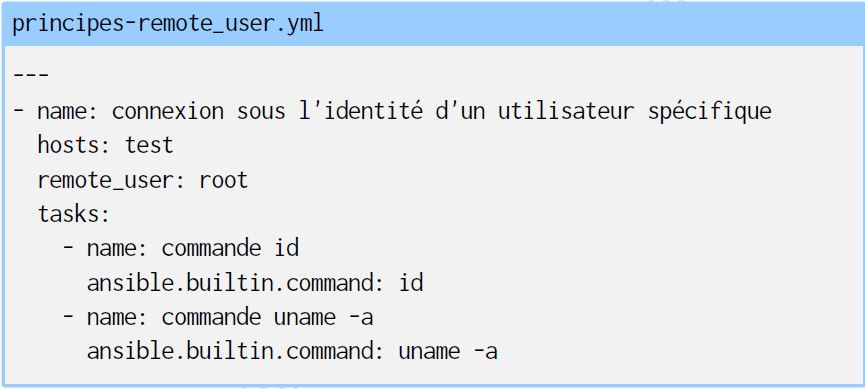 principes-remote_user.yml
---
- name: connexion sous l'identité d'un utilisateur spécifique
  hosts: test
  remote_user: root
  tasks:
    - name: commande id
      ansible.builtin.command: id
    - name: commande uname -a
      ansible.builtin.command: uname -a